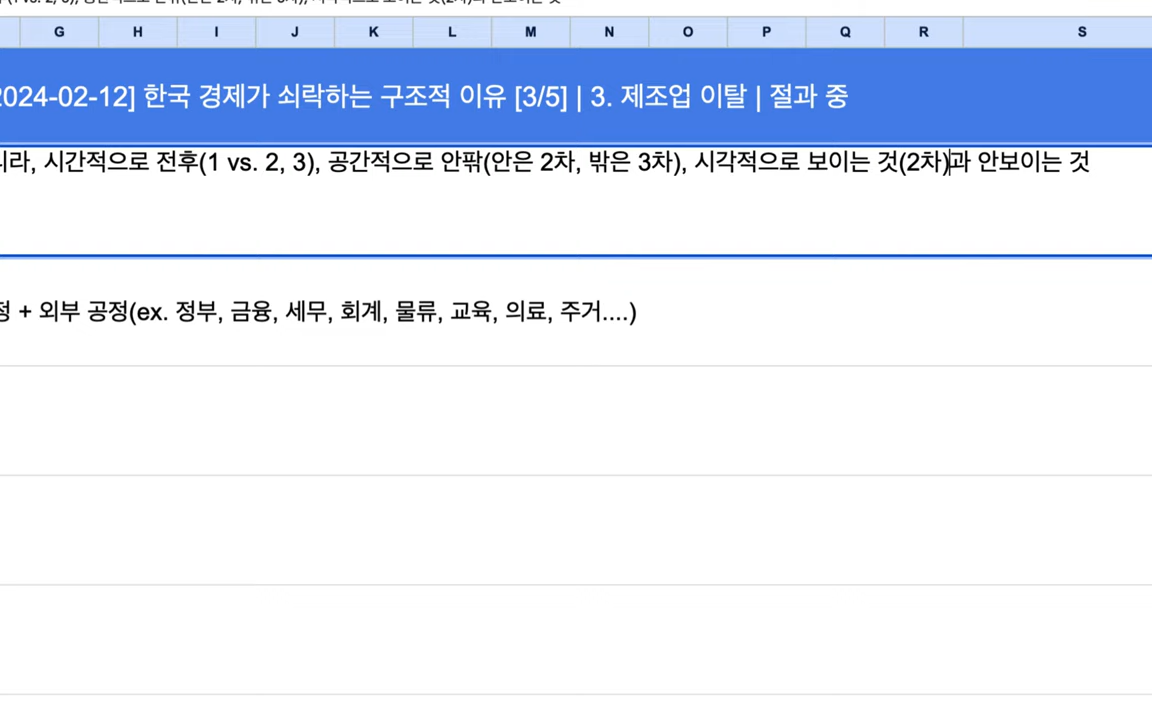 G H I J K L M N O P Q R S
2024-02-12] 한국 경제가 쇠락하는 구조적 이유 [3/5] | 3. 제조업 이탈 | 절과 중
시간적으로 전후(1 vs. 2, 3), 공간적으로 안팎(안은 2차, 밖은 3차), 시각적으로 보이는 것(2차)과 안보이는 것
+ 외부 공정(ex. 정부, 금융, 세무, 회계, 물류, 교육, 의료, 주거....)